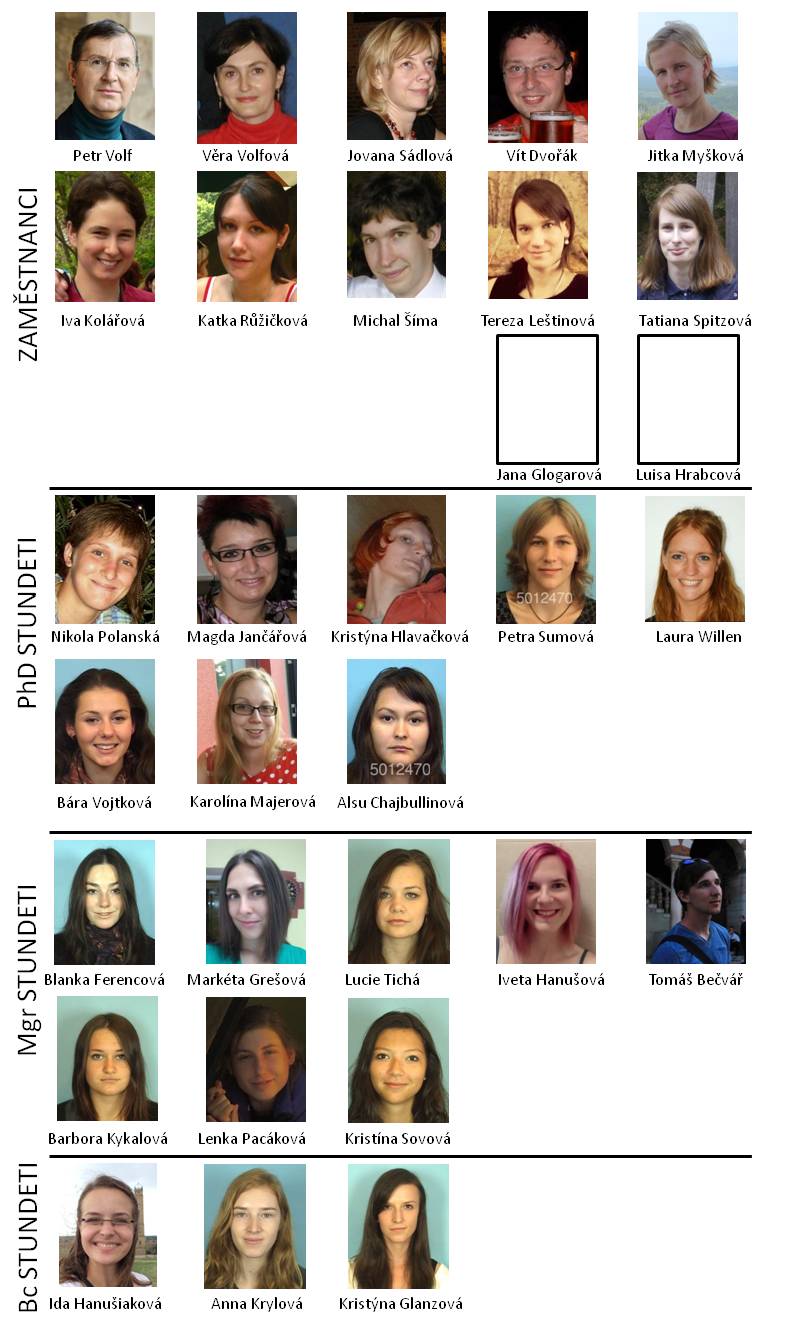 ZAMĚSTNANCI
Petr Volf
Věra Volfová
Jovana Sádlová
Vít Dvořák
Jitka Myšková
Iva Kolářová
Katka Růžičková
Michal Šíma
Tereza Leštinová
Tatiana Spitzová
Jana Glogarová
Luisa Hrabcová
PhD STUNDETI
5012470
Nikola Polanská
Magda Jančářová
Kristýna Hlavačková
Petra Sumová
Laura Willen
5012470
Bára Vojtková
Karolína Majerová
Alsu Chajbullinová
Mgr STUNDETI
Blanka Ferencová
Markéta Grešová
Lucie Tichá
Iveta Hanušová
Tomáš Bečvář
Barbora Kykalová
Lenka Pacáková
Kristína Sovová
Bc STUNDETI
Ida Hanušiaková
Anna Krylová
Kristýna Glanzová